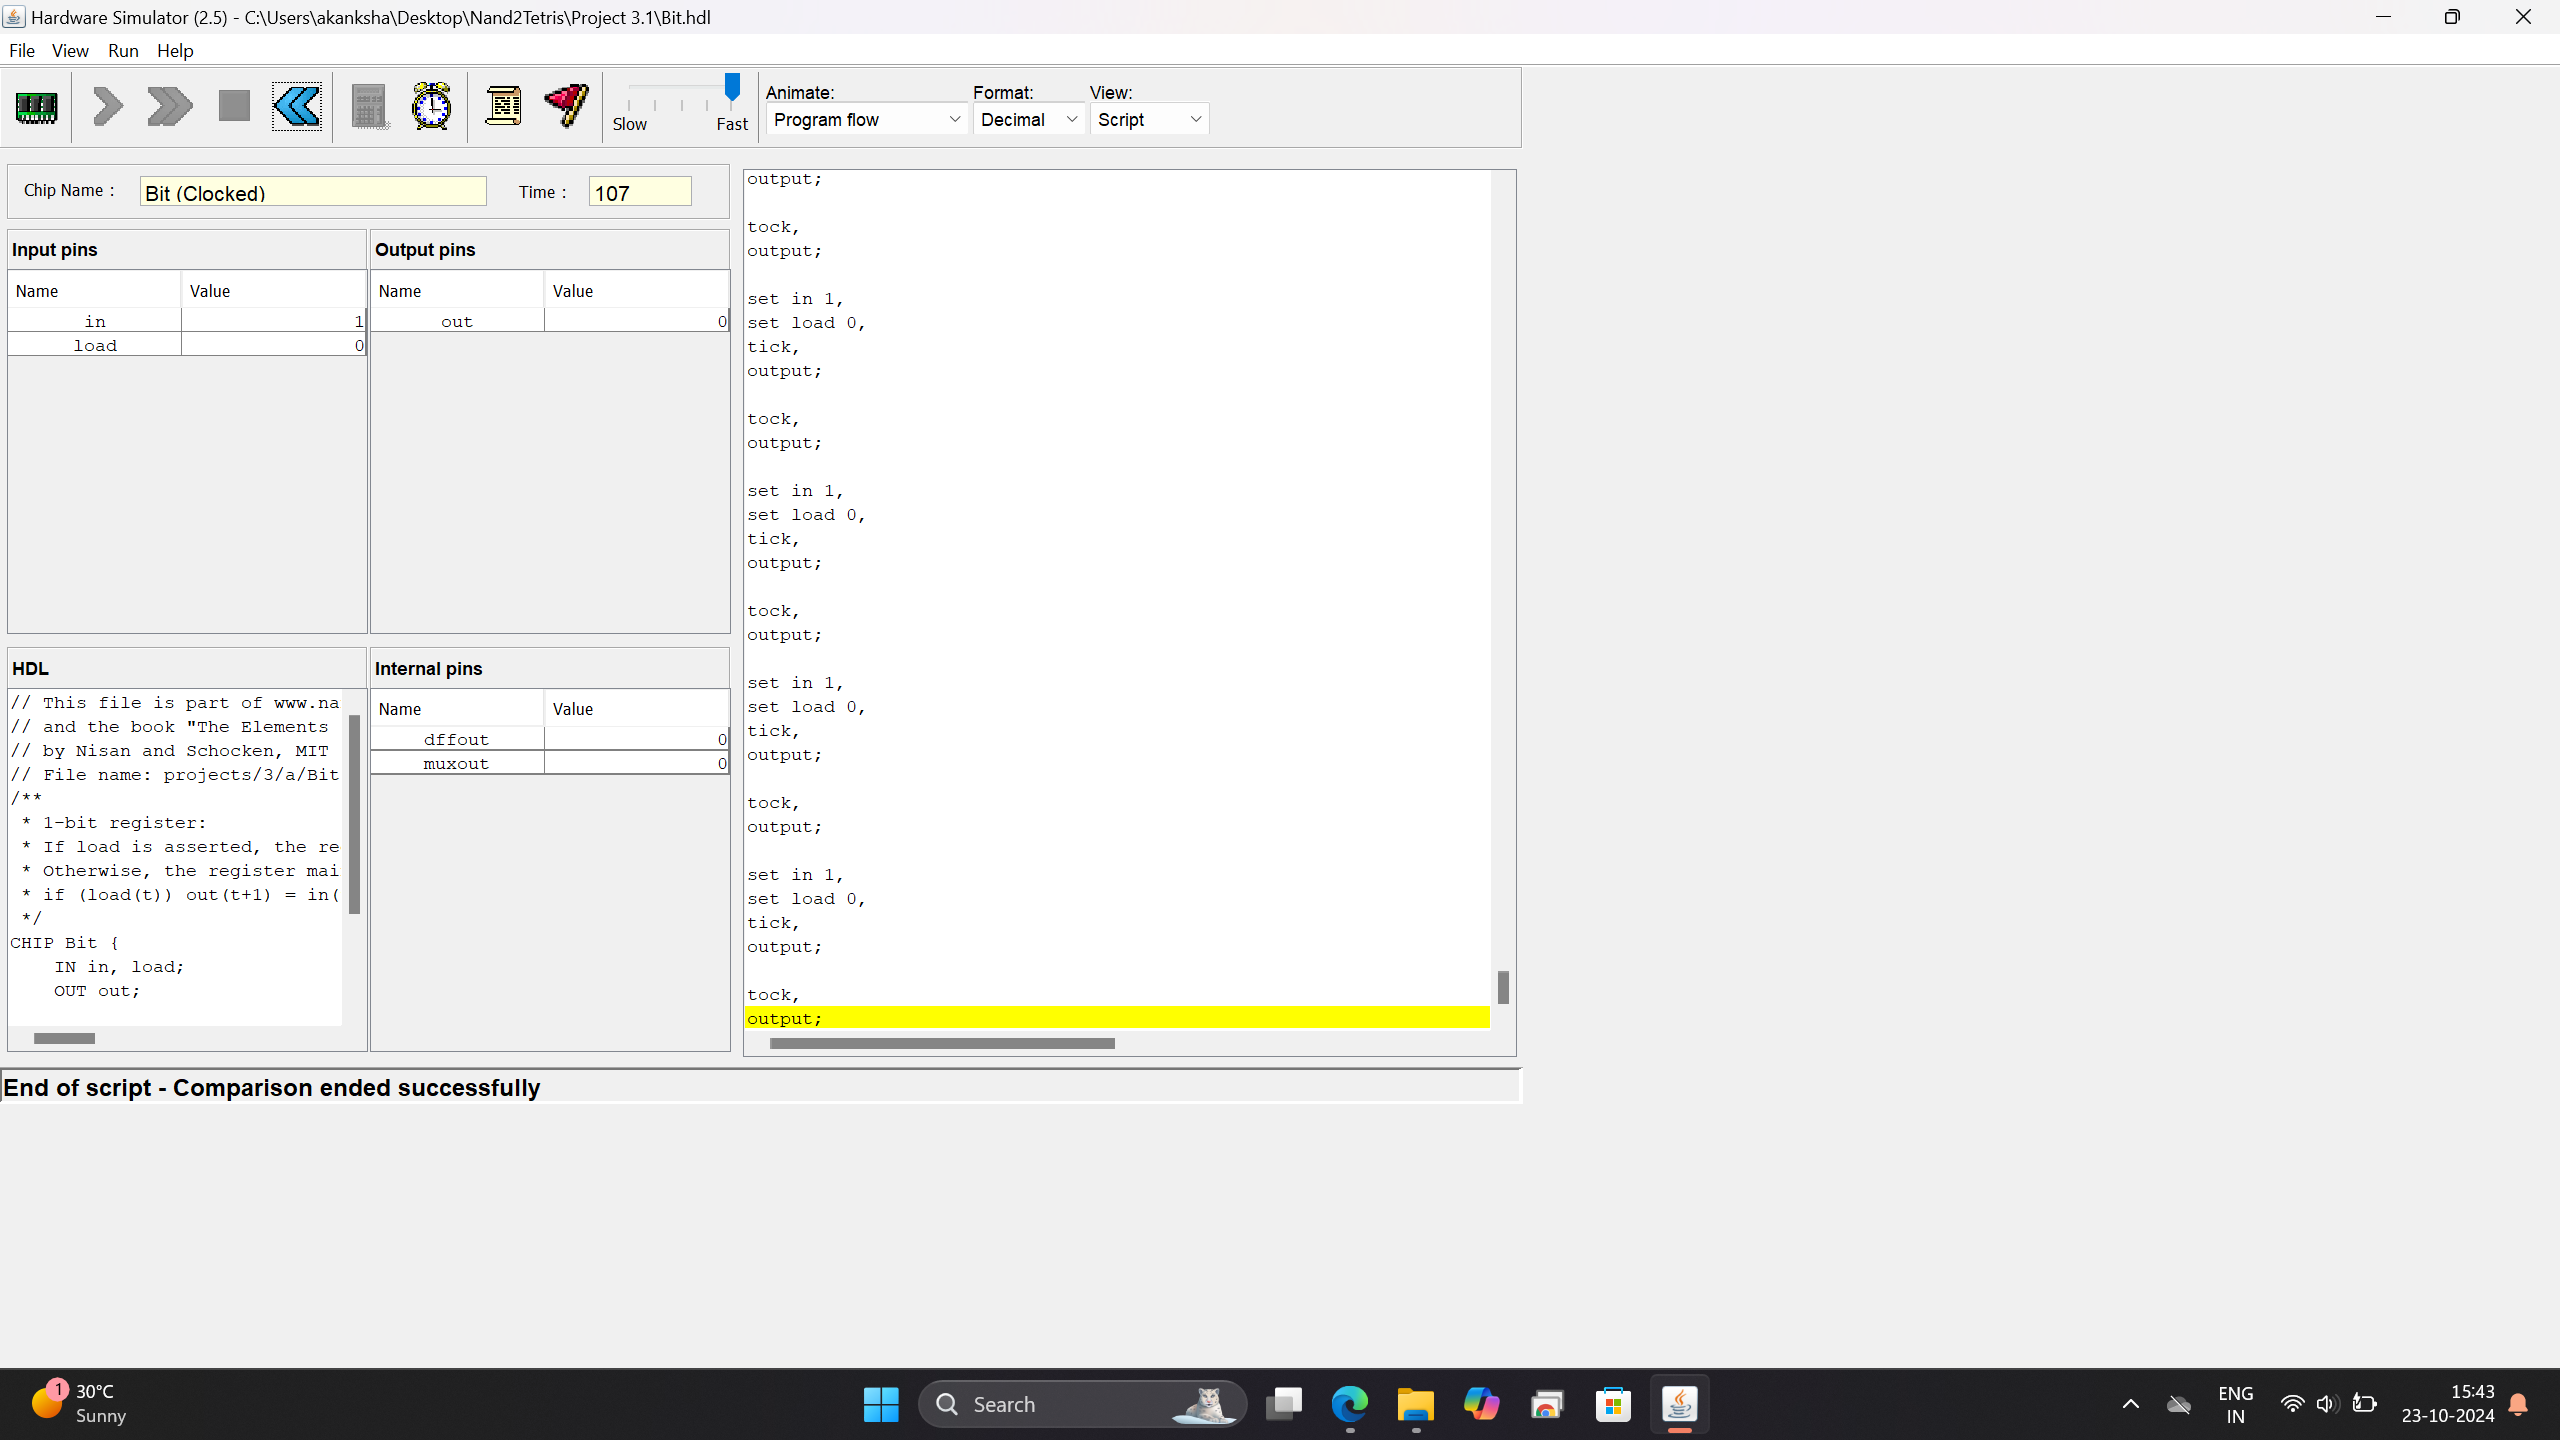 Hardware Simulator (2.5) - C:\Users\akanksha\Desktop\Nand2Tetris\Project 3.1\Bit.hdl
File View Run Help
Slow Fast
Animate: Format: View:
Program flow Decimal Script
Chip Name : Bit (Clocked) Time : 107
Input pins
Name Value
in 1
load 0
Output pins
Name Value
out 0
HDL
// This file is part of www.na
// and the book "The Elements
// by Nisan and Schocken, MIT
// File name: projects/3/a/Bit
/**
* 1-bit register:
* If load is asserted, the re
* Otherwise, the register mai
* if (load(t)) out(t+1) = in(
*/
CHIP Bit {
IN in, load;
OUT out;
Internal pins
Name Value
dffout 0
muxout 0
output;
tock,
output;
set in 1,
set load 0,
tick,
output;
tock,
output;
set in 1,
set load 0,
tick,
output;
tock,
output;
set in 1,
set load 0,
tick,
output;
tock,
output;
set in 1,
set load 0,
tick,
output;
tock,
output;
End of script - Comparison ended successfully
1
30°C
Sunny
Search
ENG
IN
15:43
23-10-2024